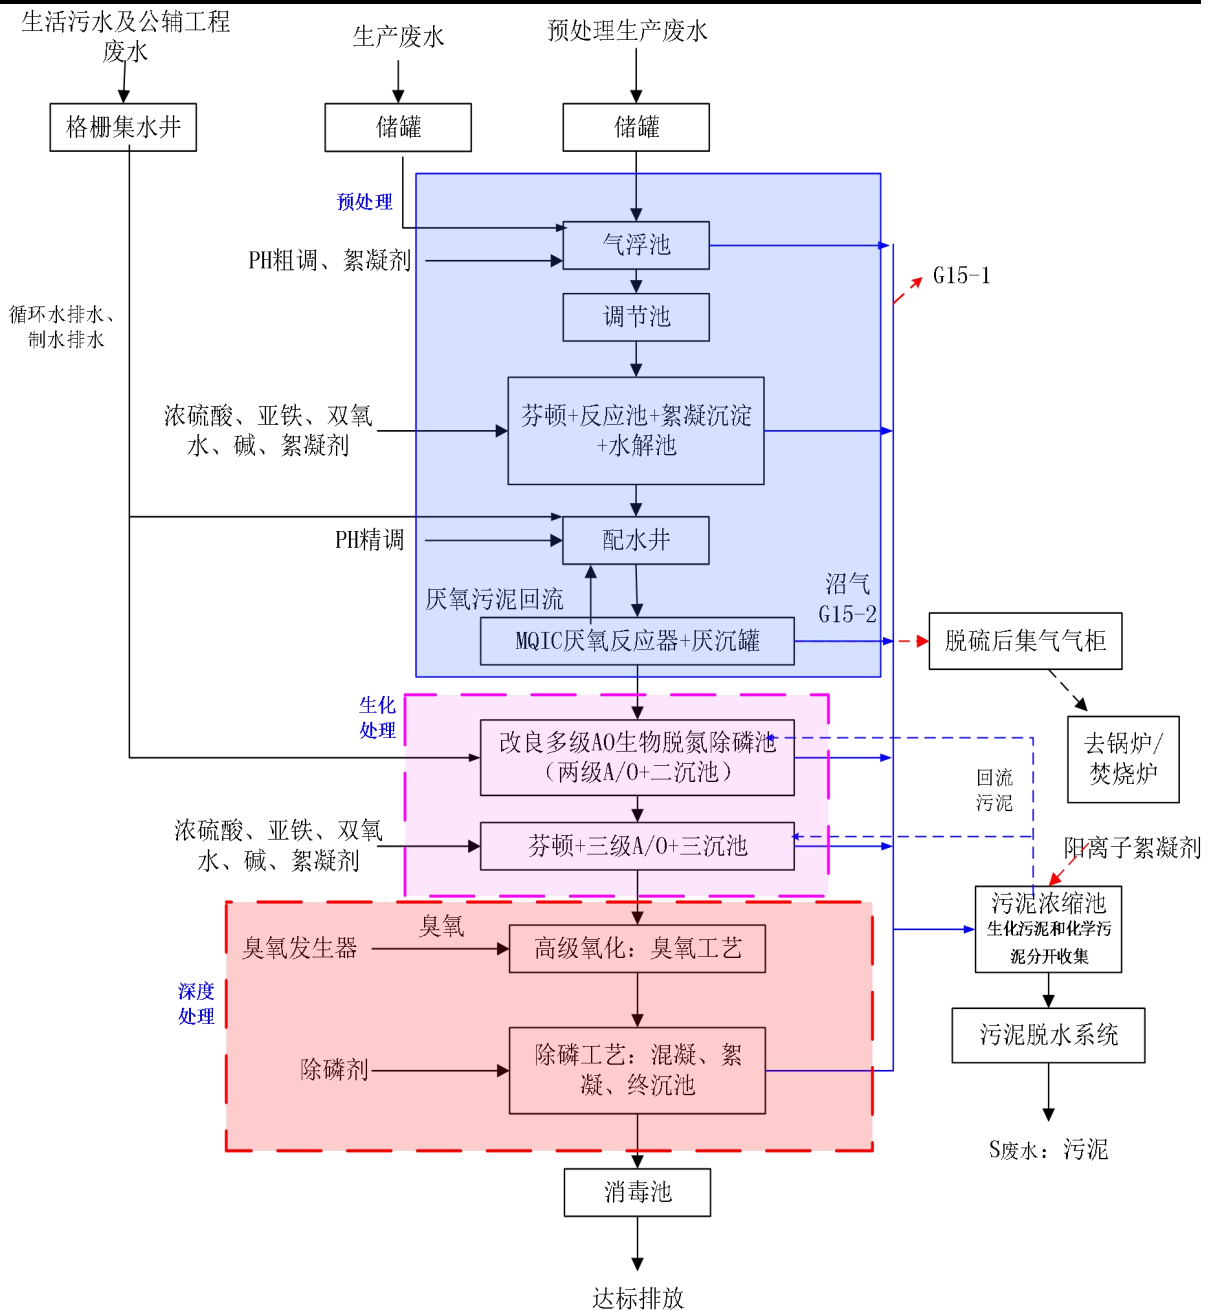 生活污水及公辅工程
废水
生产废水
预处理生产废水
格栅集水井
储罐
储罐
预处理
气浮池
PH粗调、絮凝剂
G15-1
调节池
循环水排水、
制水排水
浓硫酸、亚铁、双氧
水、碱、絮凝剂
芬顿+反应池+絮凝沉淀
+水解池
PH精调
配水井
厌氧污泥回流
沼气
G15-2
MQIC厌氧反应器+厌沉罐
脱硫后集气气柜
生化
处理
改良多级AO生物脱氮除磷池
（两级A/O+二沉池）
去锅炉/
焚烧炉
回流
污泥
浓硫酸、亚铁、双氧
水、碱、絮凝剂
芬顿+三级A/O+三沉池
阳离子絮凝剂
污泥浓缩池
生化污泥和化学污
泥分开收集
臭氧
臭氧发生器
高级氧化：臭氧工艺
深度
处理
污泥脱水系统
除磷剂
除磷工艺：混凝、絮
凝、终沉池
S废水：污泥
消毒池
达标排放